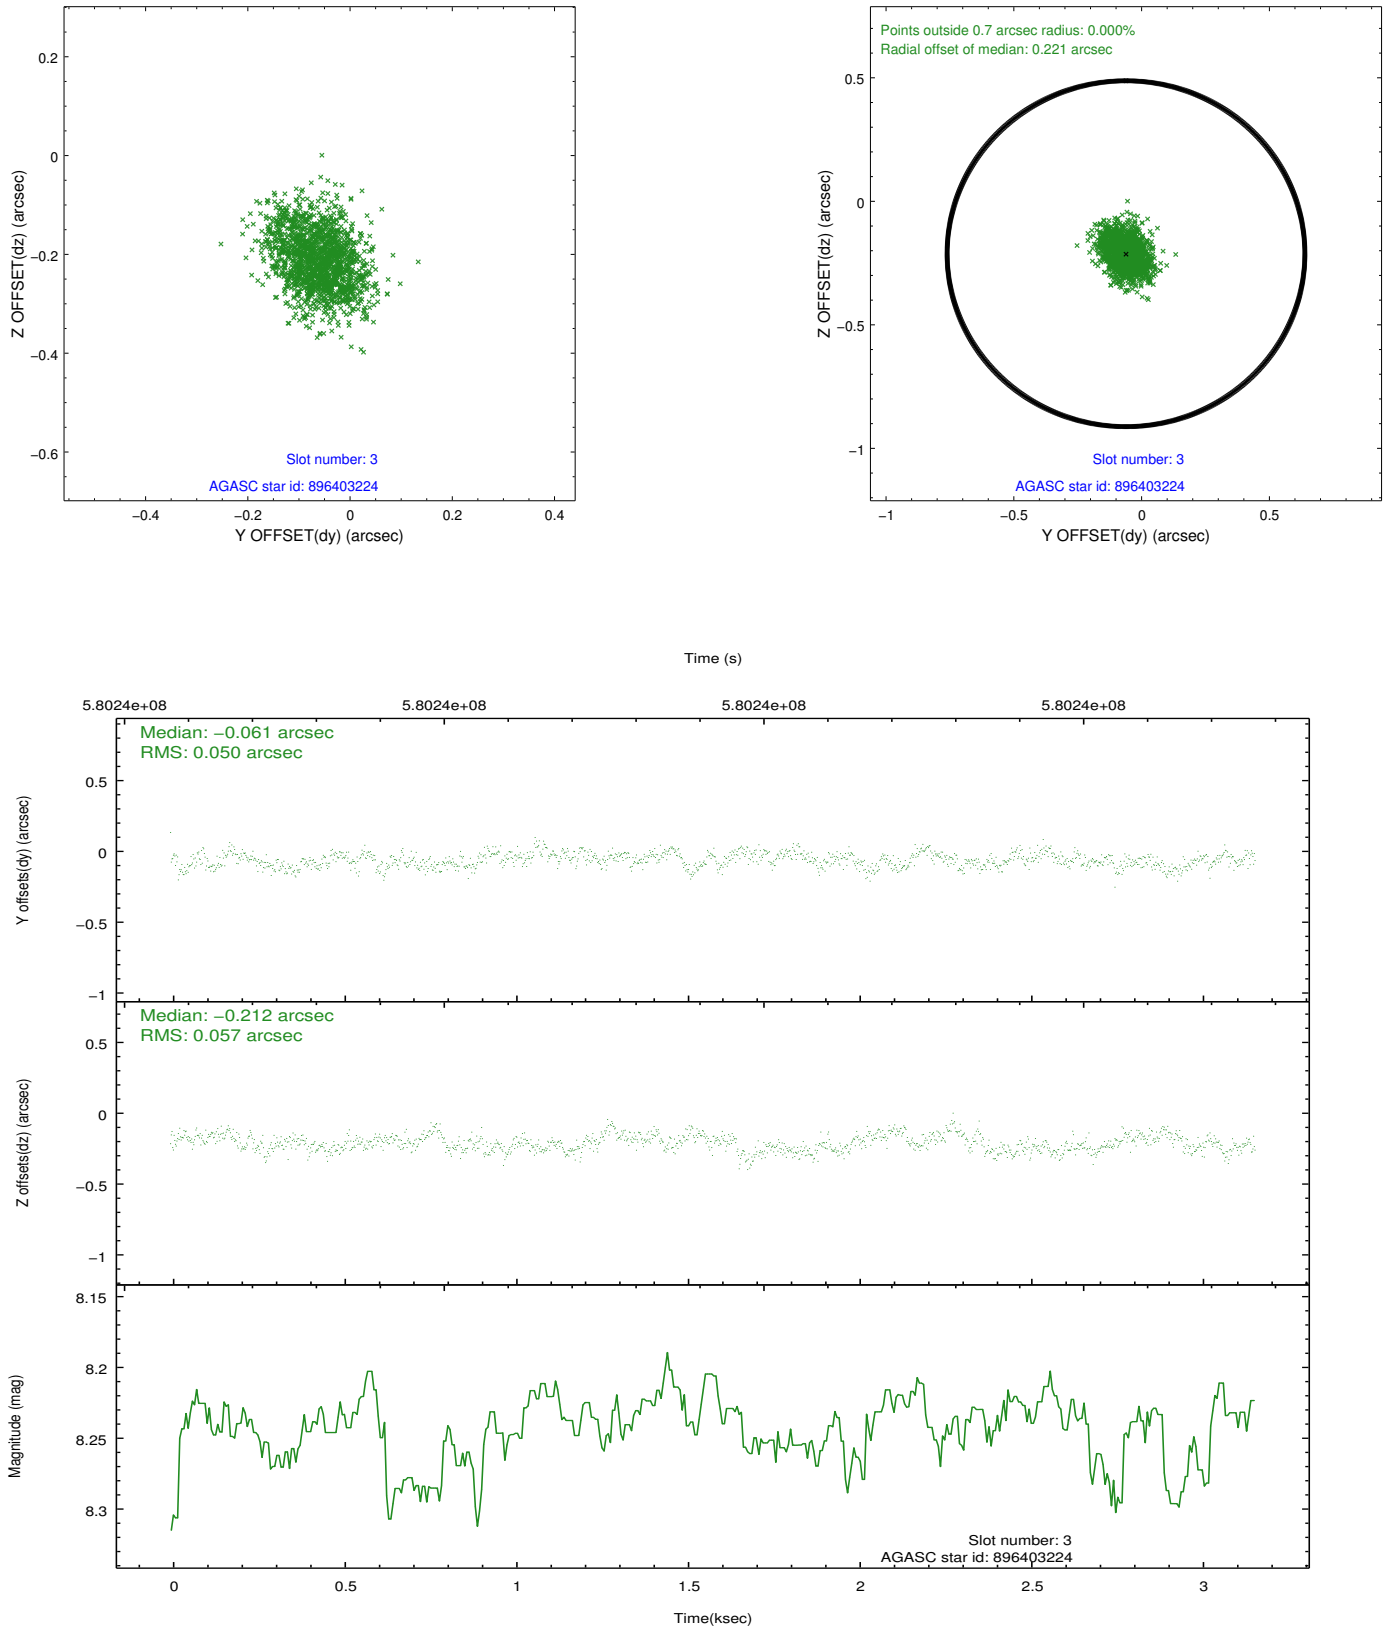 0.2
0
−0.2
−0.4
−0.6
Z OFFSET(dz) (arcsec)
Slot number: 3
AGASC star id: 896403224
−0.4 −0.2 0 0.2 0.4
Y OFFSET(dy) (arcsec)
Points outside 0.7 arcsec radius: 0.000%
Radial offset of median: 0.221 arcsec
0.5
0
−0.5
−1
Z OFFSET(dz) (arcsec)
Slot number: 3
AGASC star id: 896403224
−1 −0.5 0 0.5
Y OFFSET(dy) (arcsec)
Time (s)
5.8024e+08 5.8024e+08 5.8024e+08 5.8024e+08
Median: −0.061 arcsec
RMS: 0.050 arcsec
0.5
0
−0.5
−1
Y offsets(dy) (arcsec)
Median: −0.212 arcsec
RMS: 0.057 arcsec
0.5
0
−0.5
−1
Z offsets(dz) (arcsec)
8.15
8.2
8.25
8.3
Magnitude (mag)
Slot number: 3
AGASC star id: 896403224
0 0.5 1 1.5 2 2.5 3
Time(ksec)